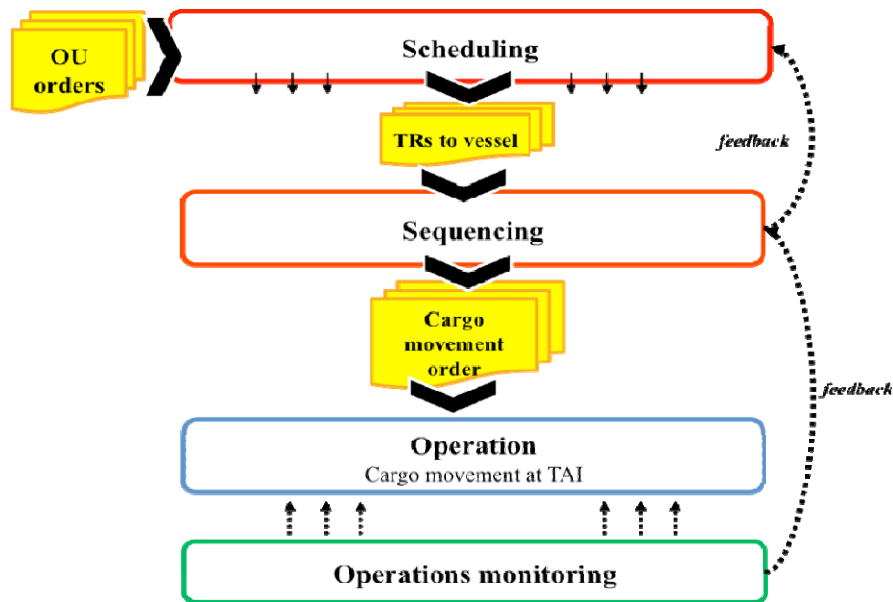 OU
orders
Scheduling
TRs to vessel
feedback
Sequencing
Cargo
movement
order
feedback
Operation
Cargo movement at TAI
Operations monitoring